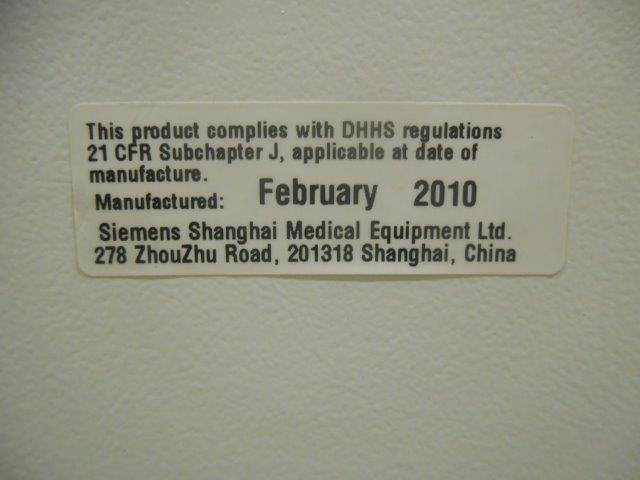 This product complies with DHHS regulations
21 CFR Subchapter J, applicable at date of
manufacture.
Manufactured: February 2010
Siemens Shanghai Medical Equipment Ltd.
278 ZhouZhu Road, 201318 Shanghai, China